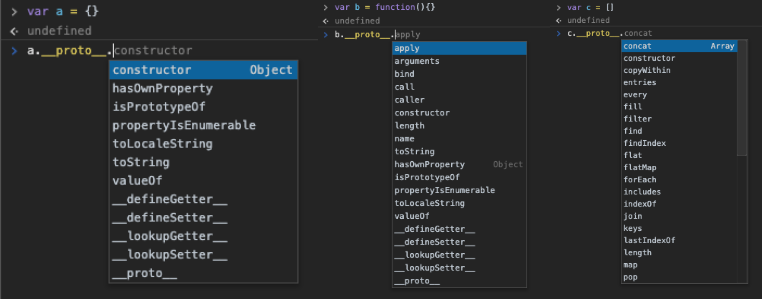 > var a = {}
<· undefined
> a.__proto__.constructor
constructor Object
hasOwnProperty
isPrototypeOf
propertyIsEnumerable
toLocaleString
toString
valueOf
__defineGetter__
__defineSetter__
__lookupGetter__
__lookupSetter__
__proto__
> var b = function(){}
<· undefined
> b.__proto__.apply
apply
arguments
bind
call
caller
constructor
length
name
toString
hasOwnProperty Object
isPrototypeOf
propertyIsEnumerable
toLocaleString
valueOf
__defineGetter__
__defineSetter__
__lookupGetter__
__lookupSetter__
__proto__
> var c = []
<· undefined
> c.__proto__.concat
concat Array
constructor
copyWithin
entries
every
fill
filter
find
findIndex
flat
flatMap
forEach
includes
indexOf
join
keys
lastIndexOf
length
map
pop